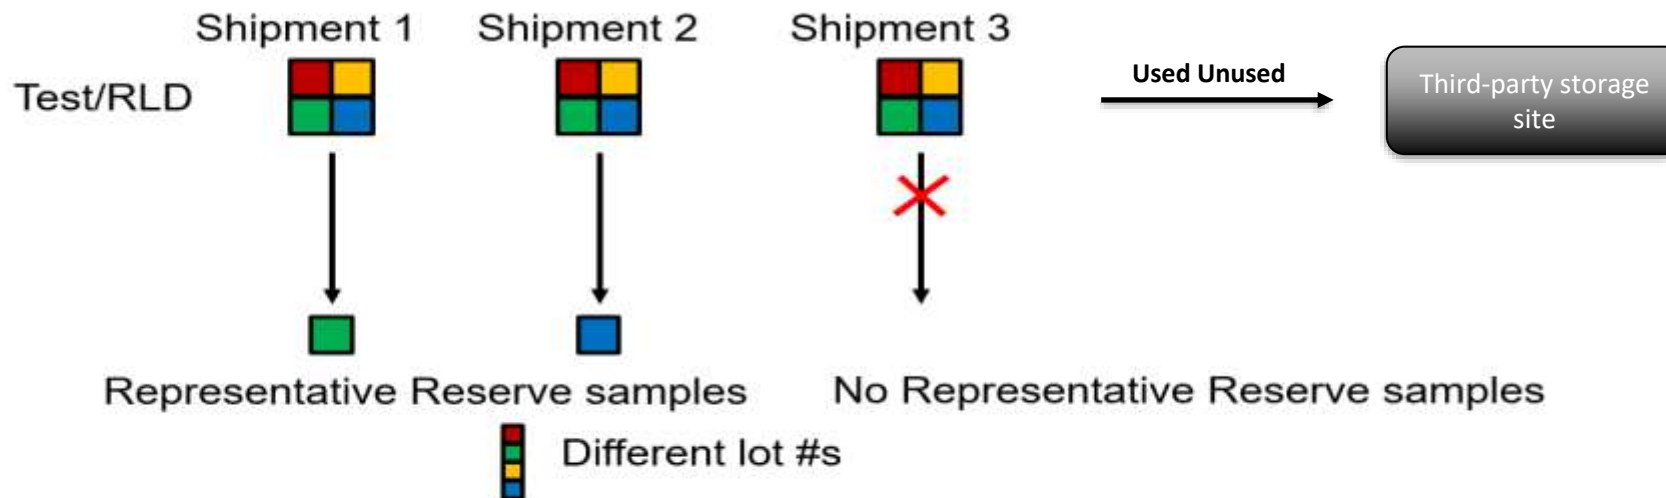 Shipment 1
Shipment 2
Shipment 3
Test/RLD
Used Unused
Third-party storage
site
Representative Reserve samples
No Representative Reserve samples
Different lot #s